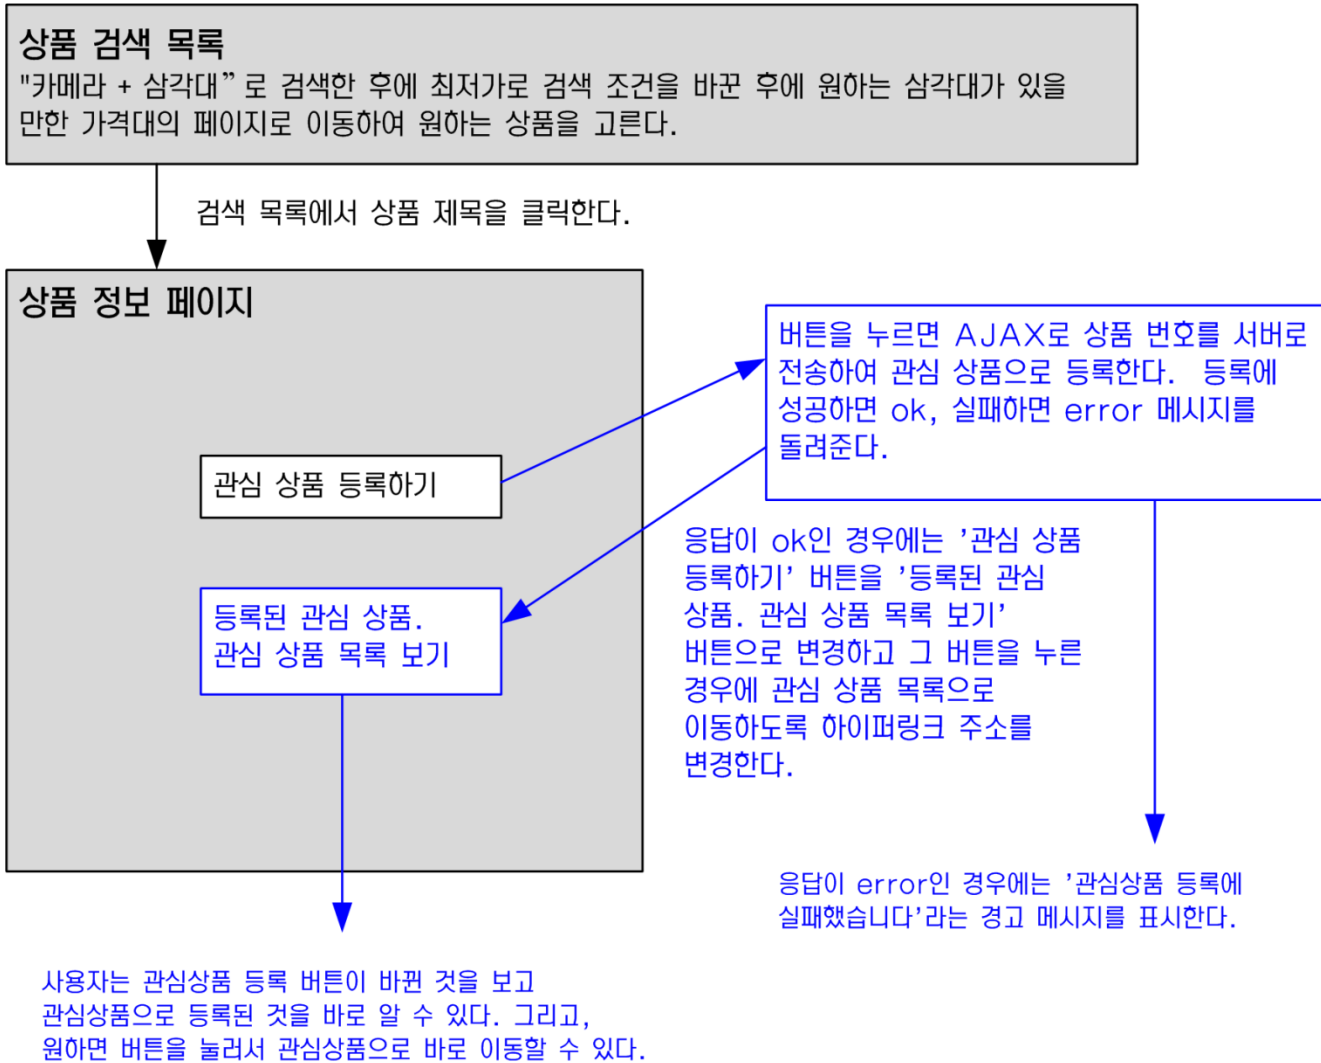 상품 검색 목록
"카메라 + 삼각대”로 검색한 후에 최저가로 검색 조건을 바꾼 후에 원하는 삼각대가 있을
만한 가격대의 페이지로 이동하여 원하는 상품을 고른다.
검색 목록에서 상품 제목을 클릭한다.
상품 정보 페이지
관심 상품 등록하기
버튼을 누르면 AJAX로 상품 번호를 서버로
전송하여 관심 상품으로 등록한다. 등록에
성공하면 ok, 실패하면 error 메시지를
돌려준다.
등록된 관심 상품.
관심 상품 목록 보기
응답이 ok인 경우에는 ’관심 상품
등록하기’ 버튼을 ’등록된 관심
상품. 관심 상품 목록 보기’
버튼으로 변경하고 그 버튼을 누른
경우에 관심 상품 목록으로
이동하도록 하이퍼링크 주소를
변경한다.
응답이 error인 경우에는 ’관심상품 등록에
실패했습니다’라는 경고 메시지를 표시한다.
사용자는 관심상품 등록 버튼이 바뀐 것을 보고
관심상품으로 등록된 것을 바로 알 수 있다. 그리고,
원하면 버튼을 눌러서 관심상품으로 바로 이동할 수 있다.